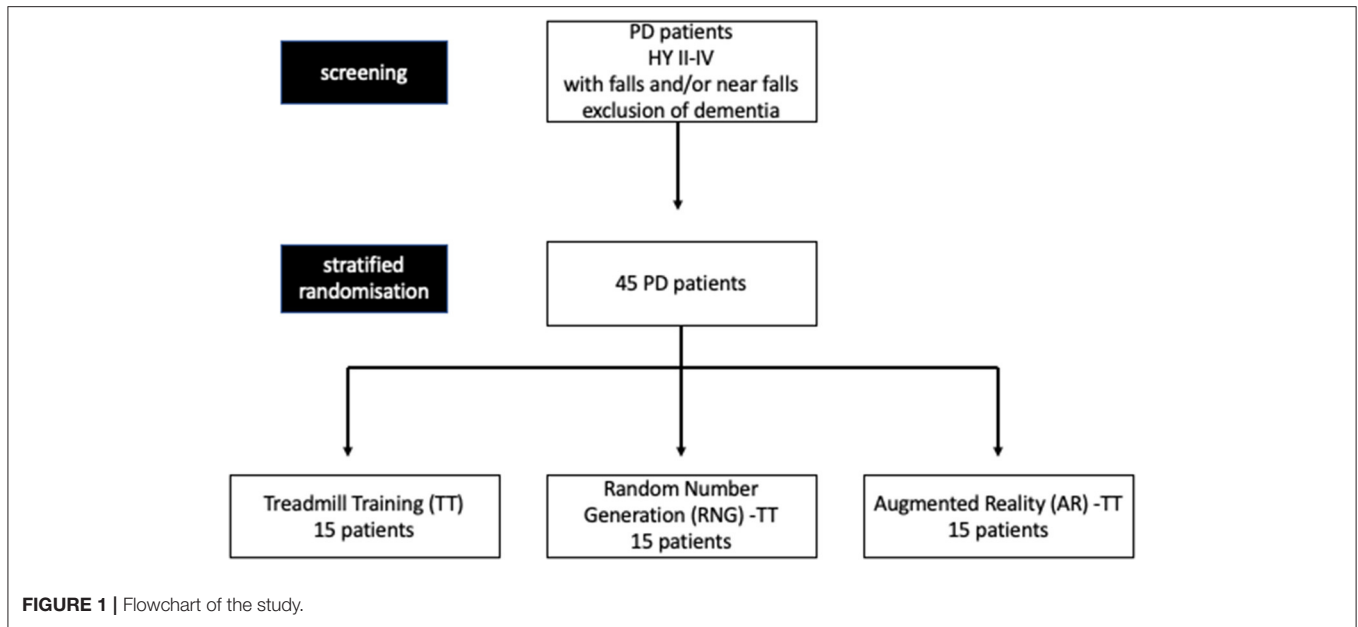 screening
PD patients
HY II-IV
with falls and/or near falls
exclusion of dementia
stratified
randomisation
45 PD patients
Treadmill Training (TT)
15 patients
Random Number
Generation (RNG) -TT
15 patients
Augmented Reality (AR) -TT
15 patients
FIGURE 1 | Flowchart of the study.